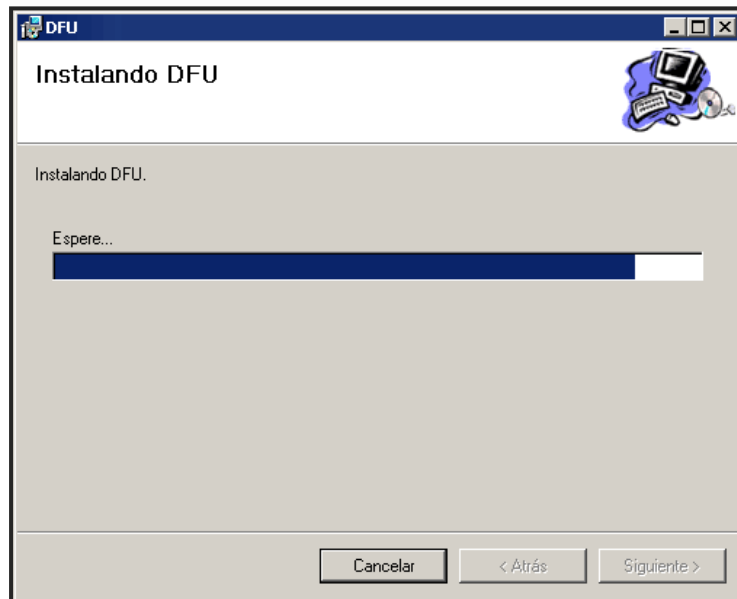 DFU
Instalando DFU
Instalando DFU.
Espere...
Cancelar
< Atrás
Siguiente >